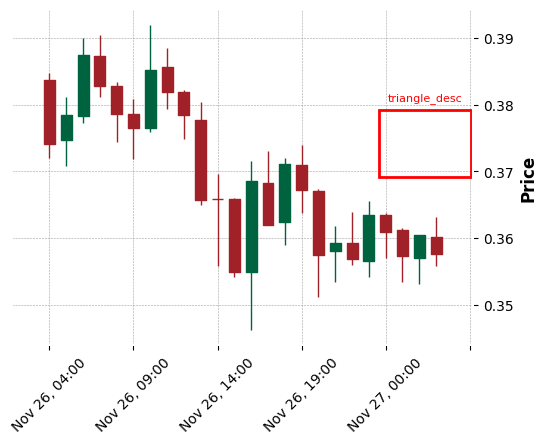 0.39
triangle_desc
0.38
0.37
Price
0.36
0.35
Nov 26, 04:00
Nov 26, 09:00
Nov 26, 14:00
Nov 26, 19:00
Nov 27, 00:00